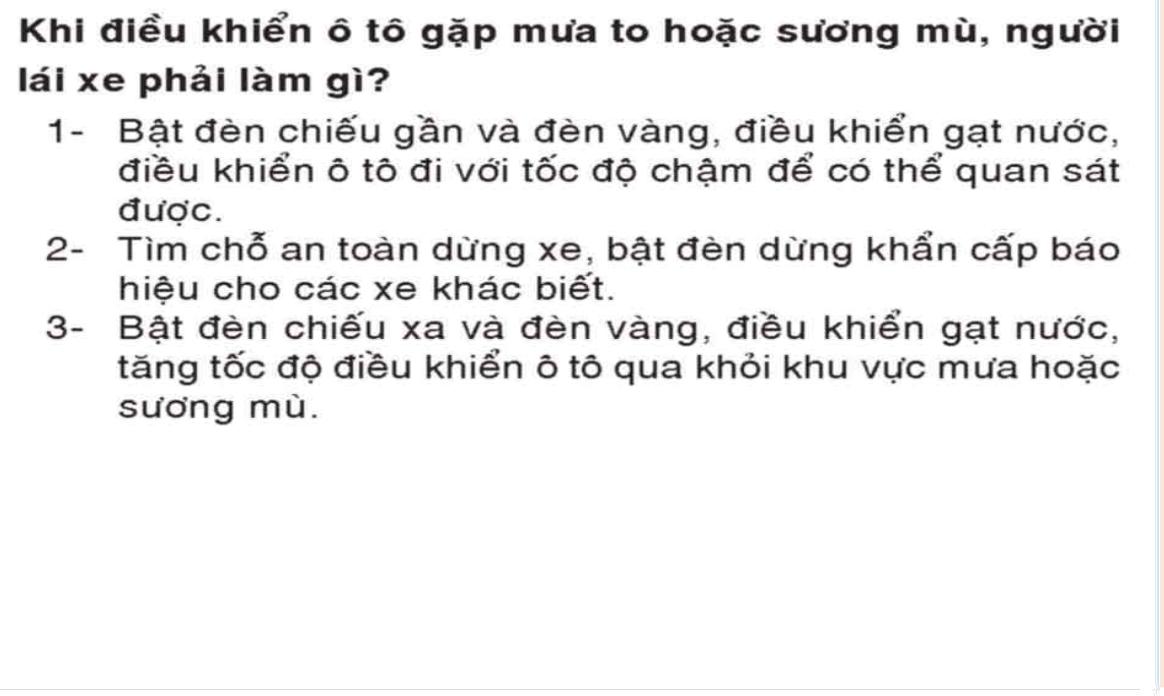 Khi điều khiển ô tô gặp mưa to hoặc sương mù, người
lái xe phải làm gì?
1- Bật đèn chiếu gần và đèn vàng, điều khiển gạt nước,
điều khiển ô tô đi với tốc độ chậm để có thể quan sát
được.
2- Tìm chỗ an toàn dừng xe, bật đèn dừng khẩn cấp báo
hiệu cho các xe khác biết.
3- Bật đèn chiếu xa và đèn vàng, điều khiển gạt nước,
tăng tốc độ điều khiển ô tô qua khỏi khu vực mưa hoặc
sương mù.